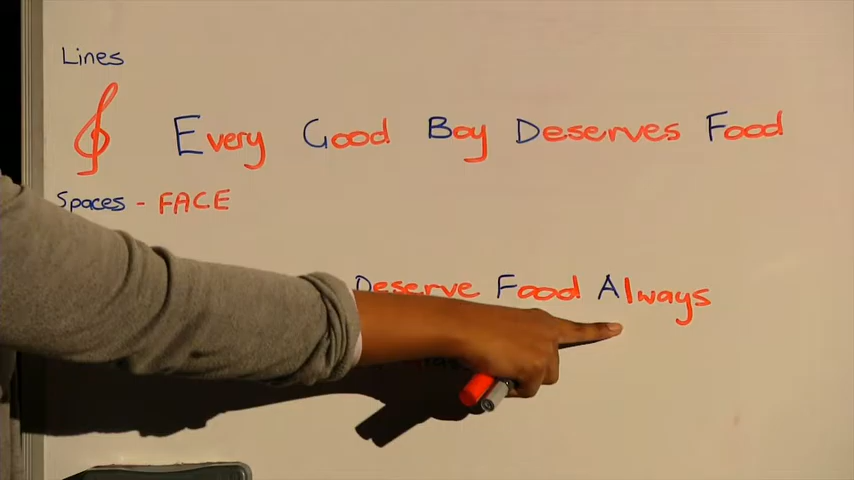 Lines
Every Good Boy Deserves Food
Spaces - FACE
Deserve Food Always